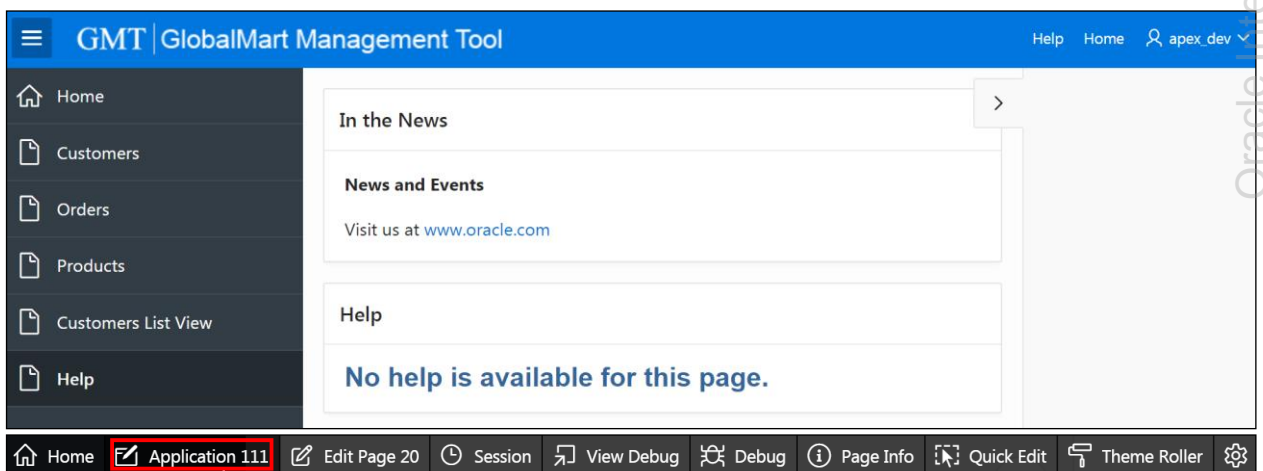 GMT GlobalMart Management Tool
Help Home apex_dev
Home
Customers
Orders
Products
Customers List View
Help
In the News
News and Events
Visit us at www.oracle.com
Help
No help is available for this page.
Home Application 111 Edit Page 20 Session View Debug Debug Page Info Quick Edit Theme Roller
Oracle Inte